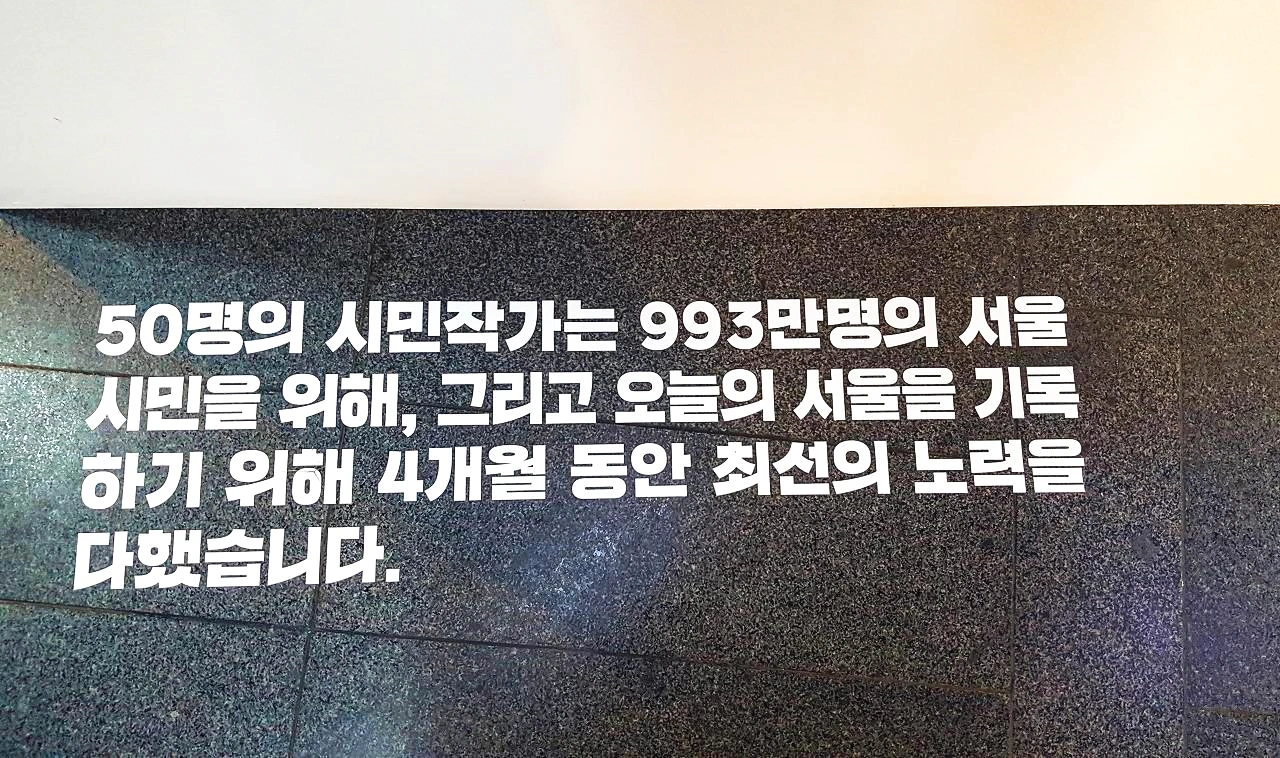 50명의 시민작가는 993만명의 서울
시민을 위해, 그리고 오늘의 서울을 기록
하기 위해 4개월 동안 최선의 노력을
다했습니다.